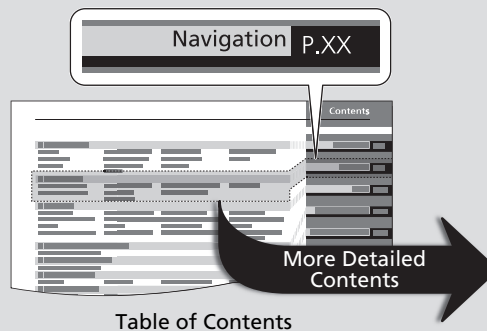 Navigation P.XX
Contents
More Detailed
Contents
Table of Contents